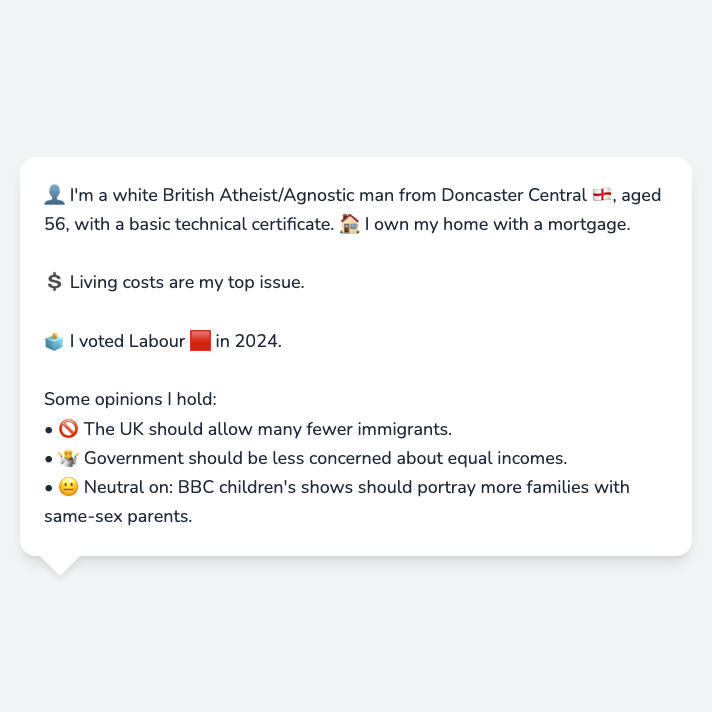 👤 I'm a white British Atheist/Agnostic man from Doncaster Central 🏴󠁧󠁢󠁥󠁮󠁧󠁿, aged
56, with a basic technical certificate. 🏠 I own my home with a mortgage.
💲 Living costs are my top issue.
🗳️ I voted Labour 🟥 in 2024.
Some opinions I hold:
• 🚫 The UK should allow many fewer immigrants.
• 🤷 Government should be less concerned about equal incomes.
• 😐 Neutral on: BBC children's shows should portray more families with
same-sex parents.